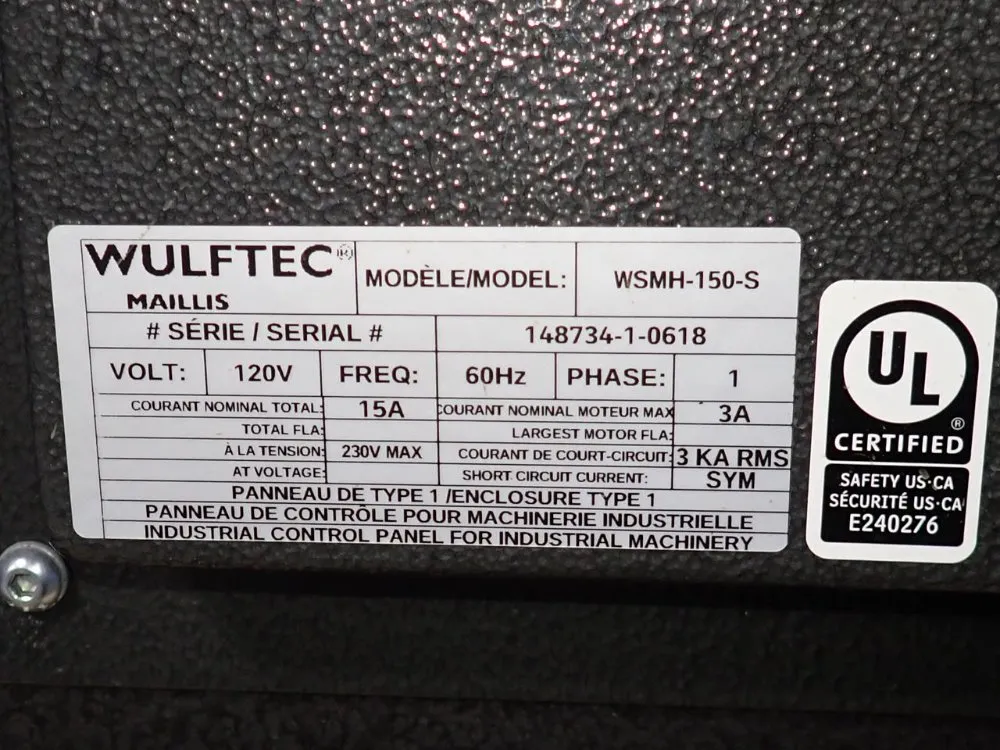 WULFTEC®
MAILLIS
MODÈLE/MODEL: WSMH-150-S
# SÉRIE / SERIAL # 148734-1-0618
VOLT: 120V FREQ: 60Hz PHASE: 1
COURANT NOMINAL TOTAL: 15A COURANT NOMINAL MOTEUR MAX 3A
TOTAL FLA: LARGEST MOTOR FLA:
À LA TENSION: 230V MAX COURANT DE COURT-CIRCUIT: 3 KA RMS
AT VOLTAGE: SHORT CIRCUIT CURRENT: SYM
PANNEAU DE TYPE 1 /ENCLOSURE TYPE 1
PANNEAU DE CONTRÔLE POUR MACHINERIE INDUSTRIELLE
INDUSTRIAL CONTROL PANEL FOR INDUSTRIAL MACHINERY
UL
®
CERTIFIED
SAFETY US·CA
SÉCURITÉ US·CA
E240276